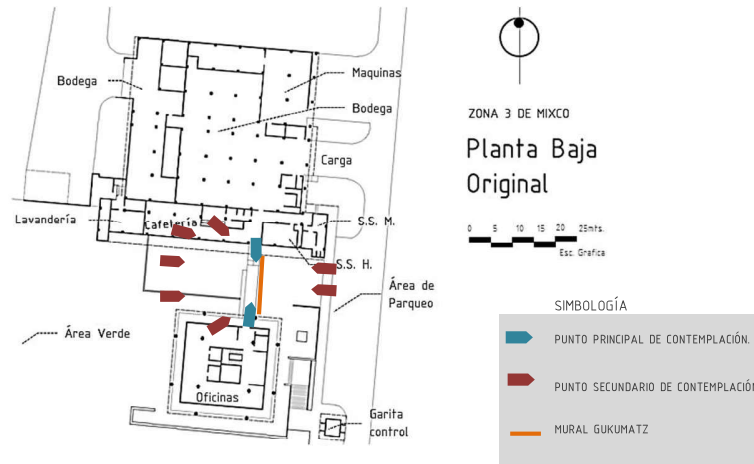 Bodega
Maquinas
Bodega
Carga
Lavandería
Cafetería
S.S. M.
S.S. H.
Área de
Parqueo
Área Verde
Oficinas
Garita
control
ZONA 3 DE MIXCO
Planta Baja
Original
0 5 10 15 20 25mts.
Esc. Grafica
SIMBOLOGÍA
PUNTO PRINCIPAL DE CONTEMPLACIÓN.
PUNTO SECUNDARIO DE CONTEMPLACIÓN
MURAL GUKUMATZ